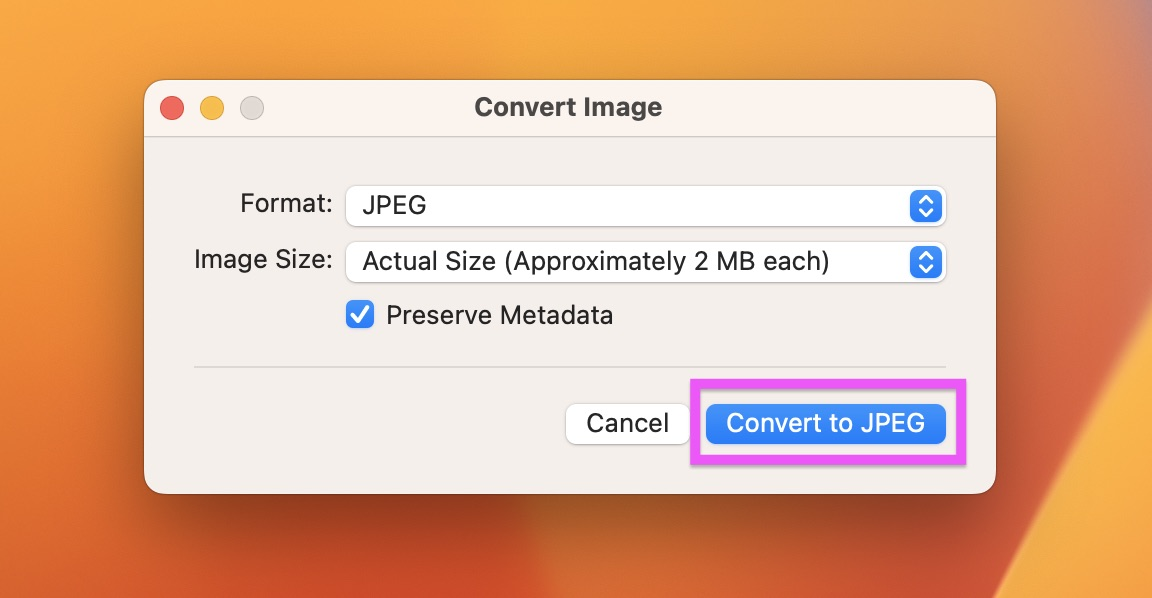 Convert Image
Format: JPEG
Image Size: Actual Size (Approximately 2 MB each)
Preserve Metadata
Cancel Convert to JPEG